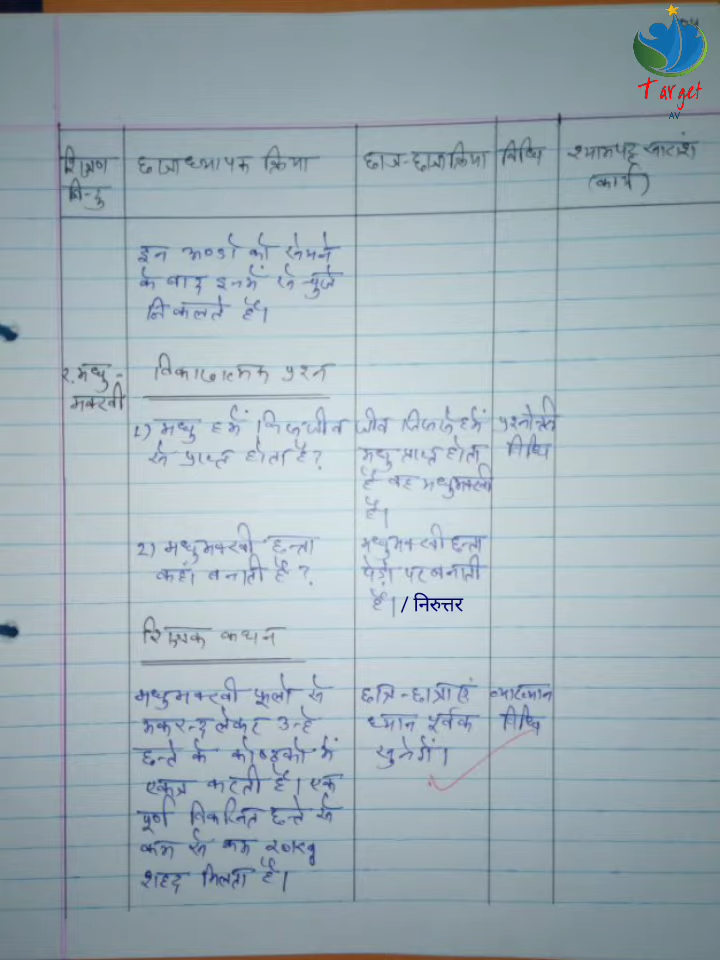 Target
AV
शिक्षण छात्राध्यापक क्रिया छात्र-छात्रा क्रिया विधि श्यामपट्ट सारांश
बिन्दु (कार्य)
इन अण्डों को सेमने
के बाद इनमें से चूजे
निकलते हैं।
2. मधु- विकासात्मक प्रश्न
मक्खी
1) मधु हमें किस जीव जीव जिससे हमें प्रश्नोत्तरी
से प्राप्त होता है? मधु प्राप्त होता विधि
है वह मधुमक्खी
है।
2) मधुमक्खी छत्ता मधुमक्खी छत्ता
कहां बनाती है? पेड़ों पर बनाती
है। / निरुत्तर
शिक्षक कथन
मधुमक्खी फूलों से छात्र-छात्राएं व्याख्यान
मकरन्द लेकर उन्हे ध्यान पूर्वक विधि
छत्ते के कोष्ठकों में सुनेगें।
एकत्र करती है। एक
पूर्ण विकसित छत्ते से
कम से कम 20kg
शहद मिलता है।